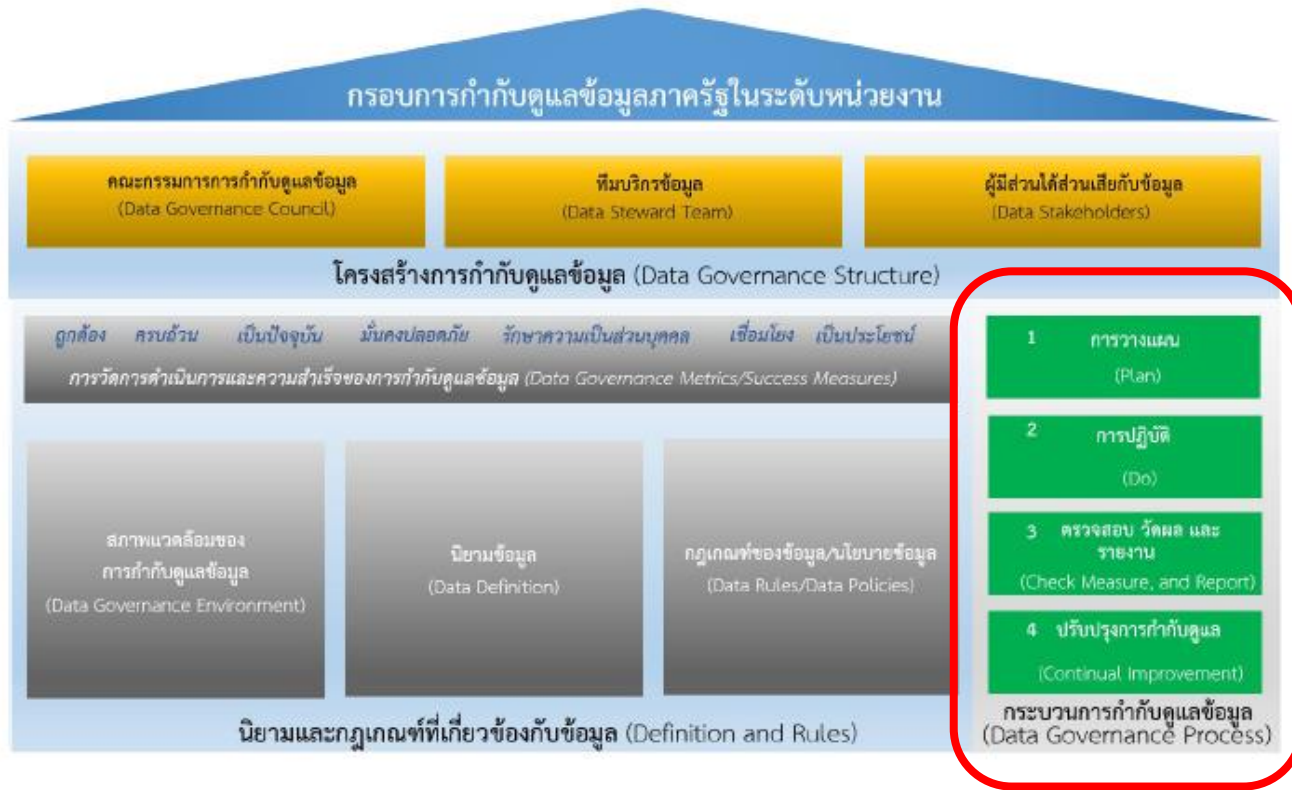 กรอบการกำกับดูแลข้อมูลภาครัฐในระดับหน่วยงาน
คณะกรรมการการกำกับดูแลข้อมูล
(Data Governance Council)
ทีมบริกรข้อมูล
(Data Steward Team)
ผู้มีส่วนได้ส่วนเสียกับข้อมูล
(Data Stakeholders)
โครงสร้างการกำกับดูแลข้อมูล (Data Governance Structure)
ถูกต้อง ครบถ้วน เป็นปัจจุบัน มั่นคงปลอดภัย รักษาความเป็นส่วนบุคคล เชื่อมโยง เป็นประโยชน์
การวัดการดำเนินการและความสำเร็จของการกำกับดูแลข้อมูล (Data Governance Metrics/Success Measures)
สภาพแวดล้อมของ
การกำกับดูแลข้อมูล
(Data Governance Environment)
นิยามข้อมูล
(Data Definition)
กฎเกณฑ์ของข้อมูล/นโยบายข้อมูล
(Data Rules/Data Policies)
นิยามและกฎเกณฑ์ที่เกี่ยวข้องกับข้อมูล (Definition and Rules)
1 การวางแผน
(Plan)
2 การปฏิบัติ
(Do)
3 ตรวจสอบ วัดผล และ
รายงาน
(Check Measure, and Report)
4 ปรับปรุงการกำกับดูแล
(Continual Improvement)
กระบวนการกำกับดูแลข้อมูล
(Data Governance Process)